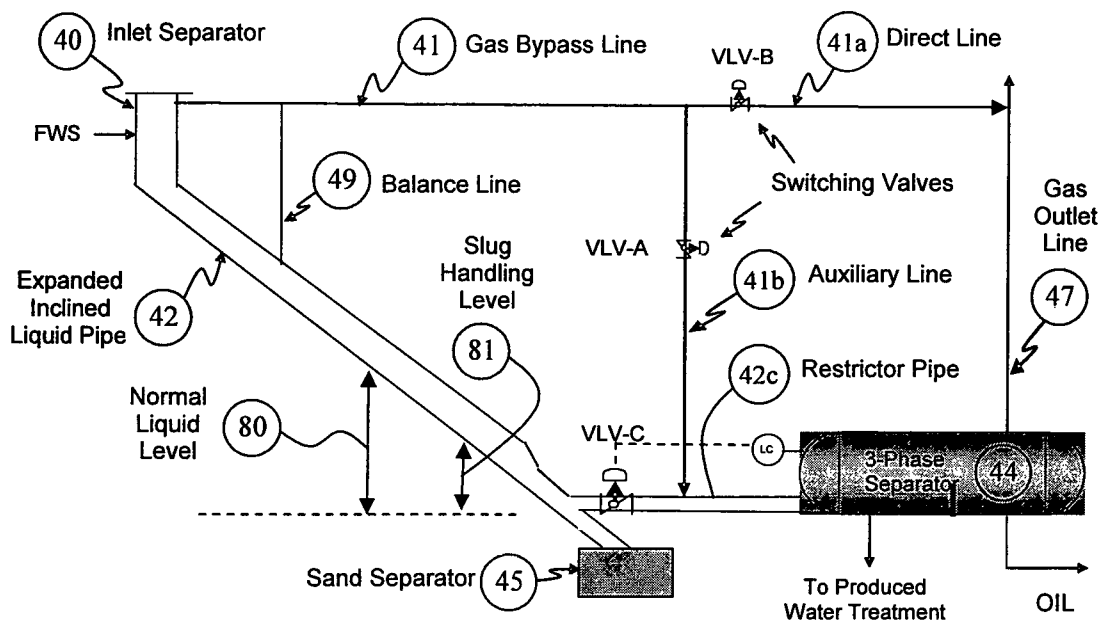 40
Inlet Separator
41
Gas Bypass Line
VLV-B
41a
Direct Line
FWS
49
Balance Line
Switching Valves
Gas
Outlet
Line
47
VLV-A
Slug
Handling
Level
81
41b
Auxiliary Line
Expanded
Inclined
Liquid Pipe
42
42c
Restrictor Pipe
Normal
Liquid
Level
80
VLV-C
LC
3-Phase
Separator
44
Sand Separator
45
To Produced
Water Treatment
OIL